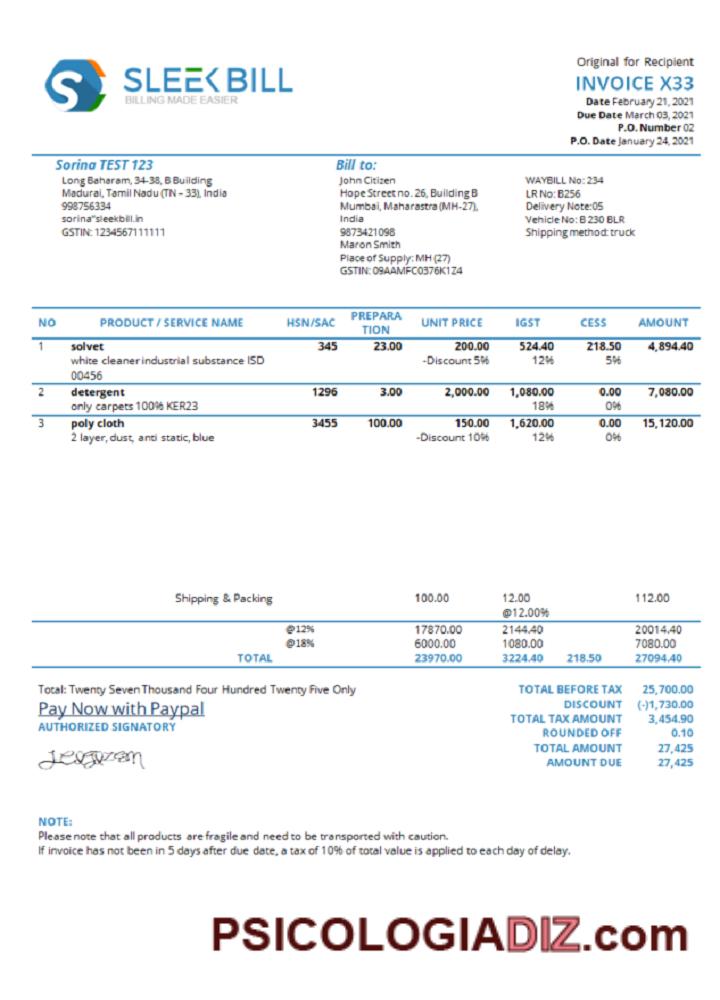 SLEEK BILL
BILLING MADE EASIER
Original for Recipient
INVOICE X33
Date February 21, 2021
Due Date March 03, 2021
P.O. Number 02
P.O. Date January 24, 2021
Sorina TEST 123
Long Baharam, 34-38, B Building
Madurai, Tamil Nadu (TN - 33), India
998756334
sorina"sleekbill.in
GSTIN: 1234567111111
Bill to:
John Citizen
Hope Street no. 26, Building B
Mumbai, Maharastra (MH-27),
India
9873421098
Maron Smith
Place of Supply: MH (27)
GSTIN: 09AAMFC0376K1Z4
WAYBILL No: 234
LR No: B256
Delivery Note:05
Vehicle No: B 230 BLR
Shipping method: truck
NO PRODUCT / SERVICE NAME HSN/SAC PREPARA TION UNIT PRICE IGST CESS AMOUNT
1 solvet 345 23.00 200.00 524.40 218.50 4,894.40
white cleaner industrial substance ISD -Discount 5% 12% 5%
00456
2 detergent 1296 3.00 2,000.00 1,080.00 0.00 7,080.00
only carpets 100% KER23 18% 0%
3 poly cloth 3455 100.00 150.00 1,620.00 0.00 15,120.00
2 layer, dust, anti static, blue -Discount 10% 12% 0%
Shipping & Packing 100.00 12.00 112.00
@12.00%
@12% 17870.00 2144.40 20014.40
@18% 6000.00 1080.00 7080.00
TOTAL 23970.00 3224.40 218.50 27094.40
Total: Twenty Seven Thousand Four Hundred Twenty Five Only
Pay Now with Paypal
AUTHORIZED SIGNATORY
TOTAL BEFORE TAX 25,700.00
DISCOUNT (-)1,730.00
TOTAL TAX AMOUNT 3,454.90
ROUNDED OFF 0.10
TOTAL AMOUNT 27,425
AMOUNT DUE 27,425
NOTE:
Please note that all products are fragile and need to be transported with caution.
If invoice has not been in 5 days after due date, a tax of 10% of total value is applied to each day of delay.
PSICOLOGIADIZ.com